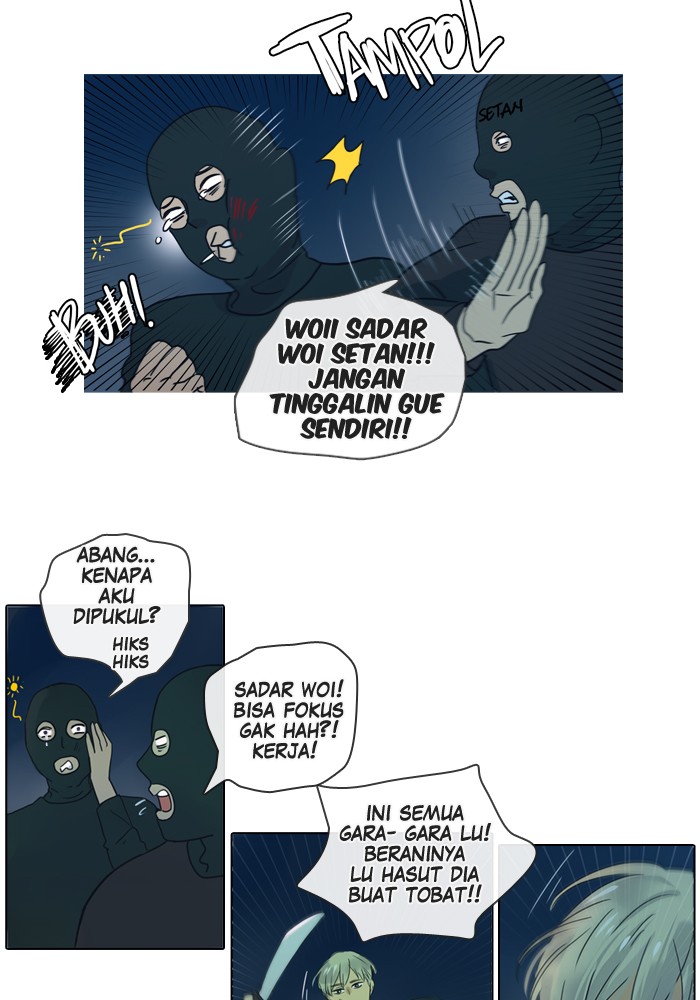 TAMPOL
SETAN
BUH!.
WOII SADAR
WOI SETAN!!!
JANGAN
TINGGALIN GUE
SENDIRI!!
ABANG...
KENAPA
AKU
DIPUKUL?
HIKS
HIKS
SADAR WOI!
BISA FOKUS
GAK HAH?!
KERJA!
INI SEMUA
GARA- GARA LU!
BERANINYA
LU HASUT DIA
BUAT TOBAT!!